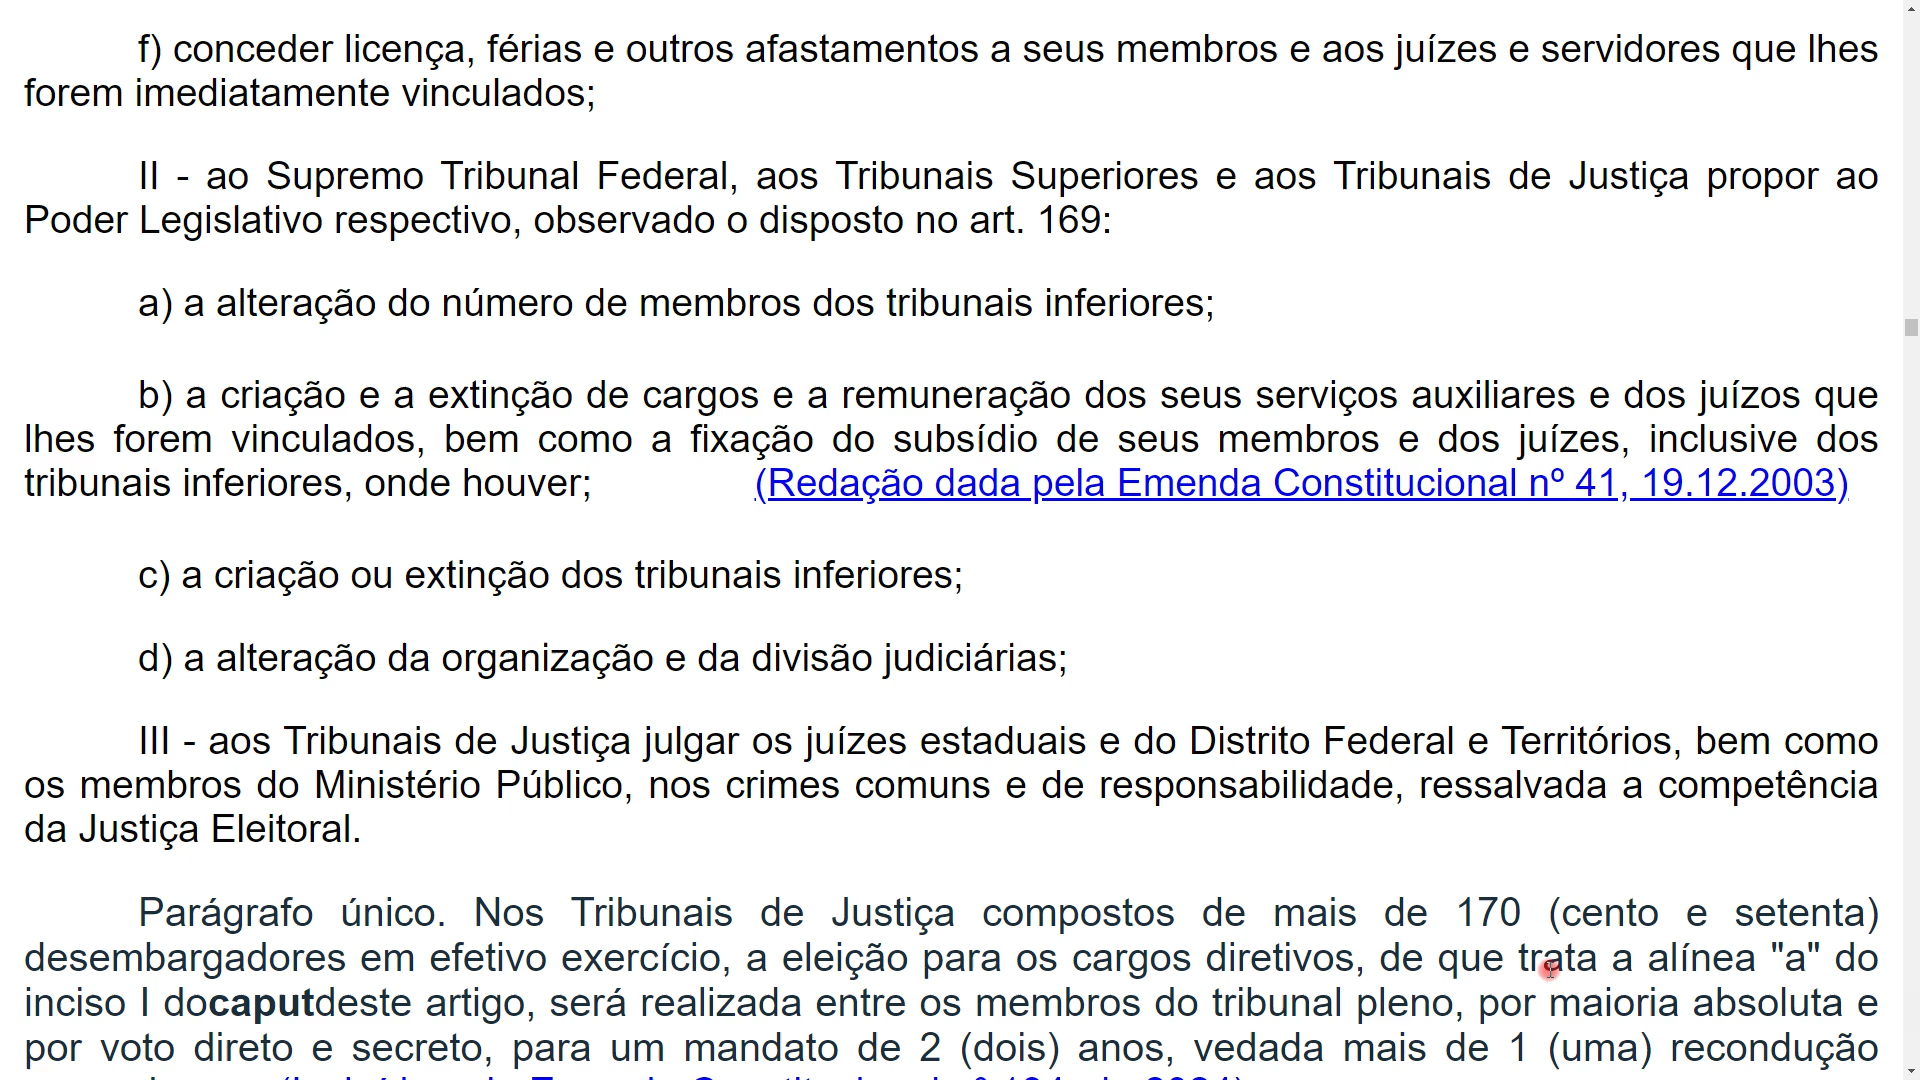 f) conceder licença, férias e outros afastamentos a seus membros e aos juízes e servidores que lhes
forem imediatamente vinculados;
II - ao Supremo Tribunal Federal, aos Tribunais Superiores e aos Tribunais de Justiça propor ao
Poder Legislativo respectivo, observado o disposto no art. 169:
a) a alteração do número de membros dos tribunais inferiores;
b) a criação e a extinção de cargos e a remuneração dos seus serviços auxiliares e dos juízos que
lhes forem vinculados, bem como a fixação do subsídio de seus membros e dos juízes, inclusive dos
tribunais inferiores, onde houver; (Redação dada pela Emenda Constitucional nº 41, 19.12.2003)
c) a criação ou extinção dos tribunais inferiores;
d) a alteração da organização e da divisão judiciárias;
III - aos Tribunais de Justiça julgar os juízes estaduais e do Distrito Federal e Territórios, bem como
os membros do Ministério Público, nos crimes comuns e de responsabilidade, ressalvada a competência
da Justiça Eleitoral.
Parágrafo único. Nos Tribunais de Justiça compostos de mais de 170 (cento e setenta)
desembargadores em efetivo exercício, a eleição para os cargos diretivos, de que trata a alínea "a" do
inciso I docaputdeste artigo, será realizada entre os membros do tribunal pleno, por maioria absoluta e
por voto direto e secreto, para um mandato de 2 (dois) anos, vedada mais de 1 (uma) recondução